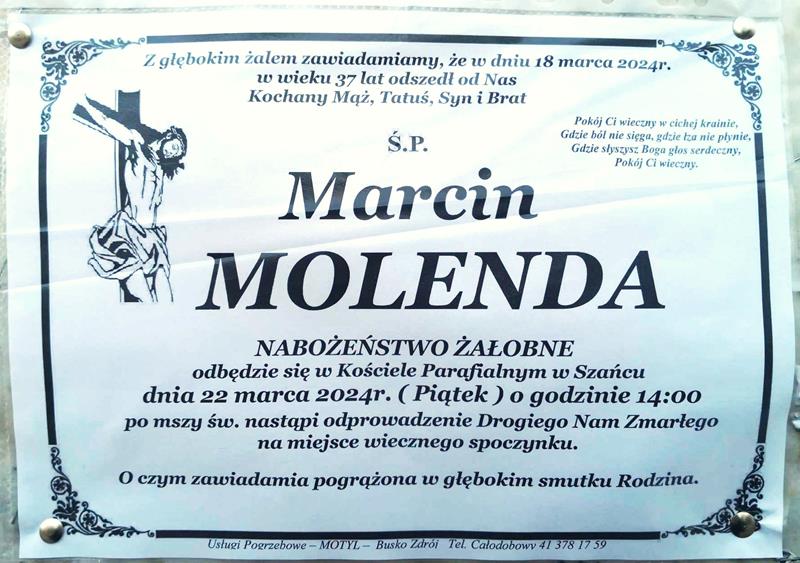 Z głębokim żalem zawiadamiamy, że w dniu 18 marca 2024r.
w wieku 37 lat odszedł od Nas
Kochany Mąż, Tatuś, Syn i Brat
Pokój Ci wieczny w cichej krainie,
Gdzie ból nie sięga, gdzie łza nie płynie,
Gdzie słyszysz Boga głos serdeczny,
Pokój Ci wieczny.
Ś.P.
Marcin
MOLENDA
NABOŻEŃSTWO ŻAŁOBNE
odbędzie się w Kościele Parafialnym w Szańcu
dnia 22 marca 2024r. ( Piątek ) o godzinie 14:00
po mszy św. nastąpi odprowadzenie Drogiego Nam Zmarłego
na miejsce wiecznego spoczynku.
O czym zawiadamia pogrążona w głębokim smutku Rodzina.
Usługi Pogrzebowe – MOTYL – Busko Zdrój Tel. Całodobowy 41 378 17 59